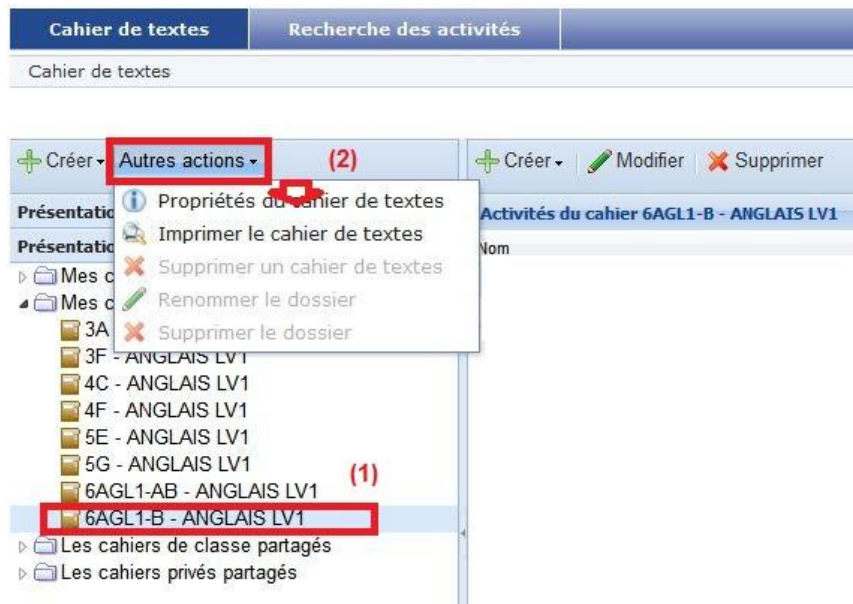 Cahier de textes Recherche des activités
Cahier de textes
Créer Autres actions (2) Créer Modifier Supprimer
Propriétés du cahier de textes
Présentatio Activités du cahier 6AGL1-B - ANGLAIS LV1
Imprimer le cahier de textes
Présentatio Nom
Supprimer un cahier de textes
Mes c
Renommer le dossier
Mes c
Supprimer le dossier
3A
3F - ANGLAIS LV1
4C - ANGLAIS LV1
4F - ANGLAIS LV1
5E - ANGLAIS LV1
5G - ANGLAIS LV1
(1)
6AGL1-AB - ANGLAIS LV1
6AGL1-B - ANGLAIS LV1
Les cahiers de classe partagés
Les cahiers privés partagés